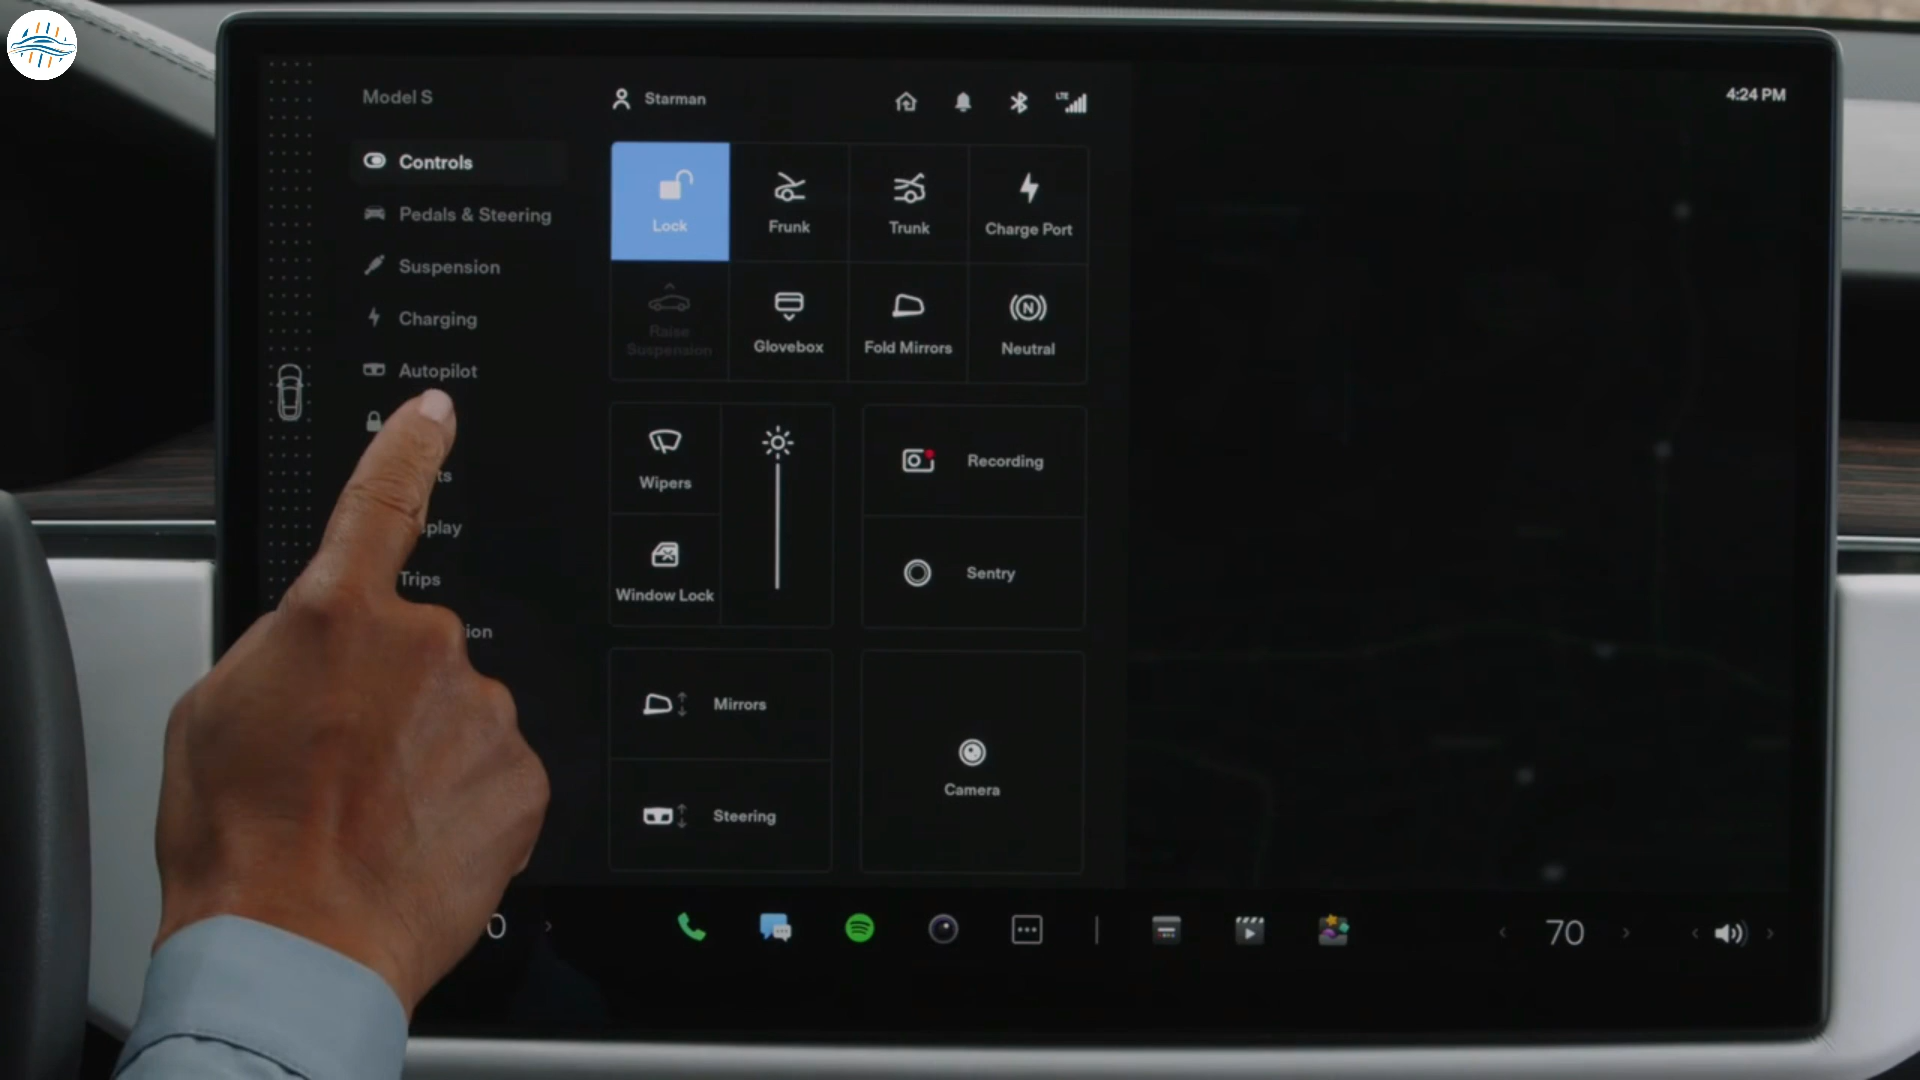 Model S
Starman
LTE
4:24 PM
Controls
Pedals & Steering
Suspension
Charging
Autopilot
Trips
Lock
Frunk
Trunk
Charge Port
Raise
Suspension
Glovebox
Fold Mirrors
N
Neutral
Wipers
Window Lock
Recording
Sentry
Mirrors
Steering
Camera
70